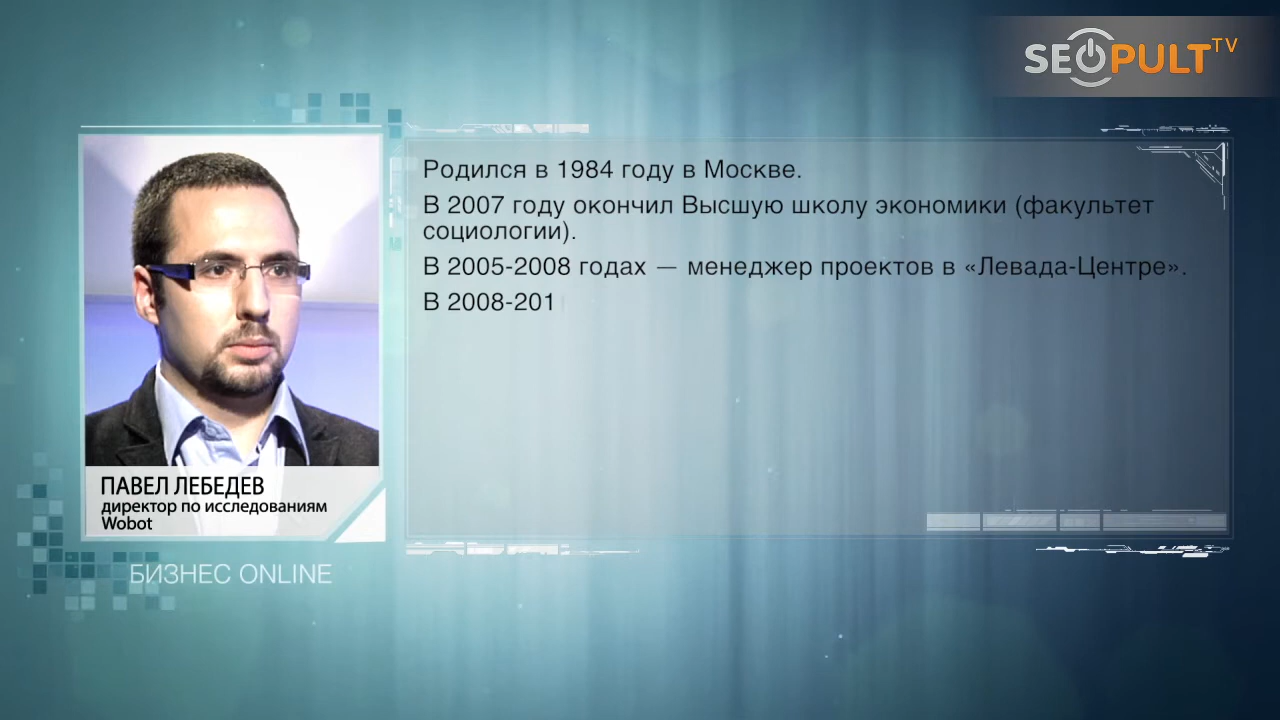 SEOPULT TV
Родился в 1984 году в Москве.
В 2007 году окончил Высшую школу экономики (факультет
социологии).
В 2005-2008 годах — менеджер проектов в «Левада-Центре».
В 2008-201
ПАВЕЛ ЛЕБЕДЕВ
директор по исследованиям
Wobot
БИЗНЕС ONLINE